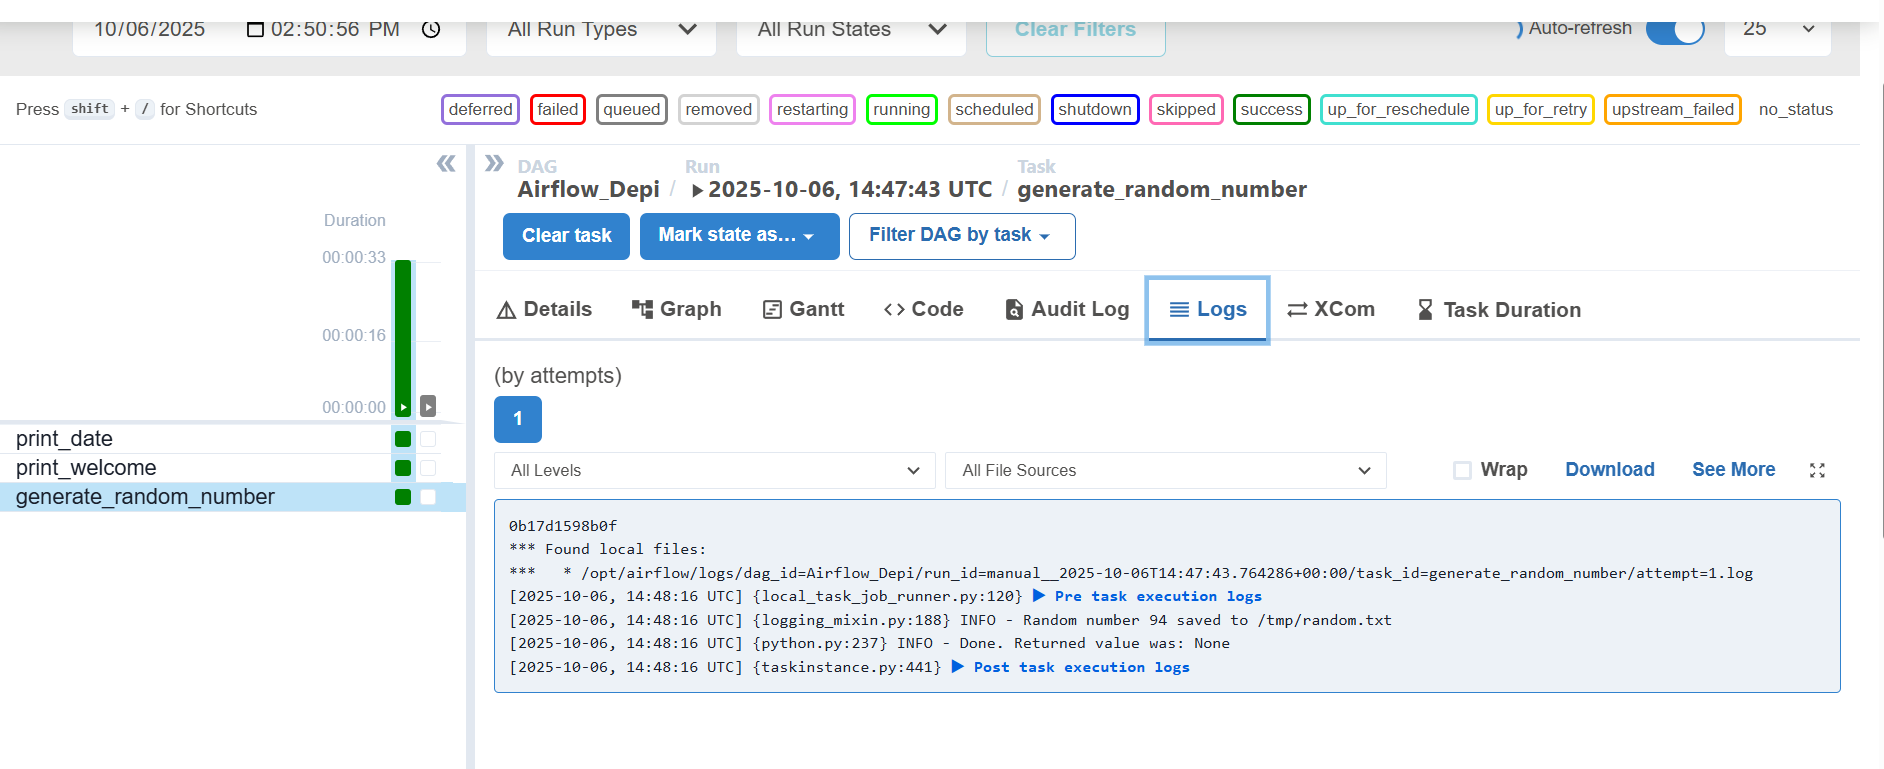 10/06/2025 02:50:56 PM All Run Types All Run States Clear Filters Auto-refresh 25
Press shift + / for Shortcuts deferred failed queued removed restarting running scheduled shutdown skipped success up_for_reschedule up_for_retry upstream_failed no_status
DAG Run Task
Airflow_Depi / 2025-10-06, 14:47:43 UTC / generate_random_number
Clear task Mark state as... Filter DAG by task
Details Graph Gantt Code Audit Log Logs XCom Task Duration
Duration
00:00:33
00:00:16
00:00:00
print_date
print_welcome
generate_random_number
(by attempts)
1
All Levels All File Sources Wrap Download See More
0b17d1598b0f
*** Found local files:
***   * /opt/airflow/logs/dag_id=Airflow_Depi/run_id=manual__2025-10-06T14:47:43.764286+00:00/task_id=generate_random_number/attempt=1.log
[2025-10-06, 14:48:16 UTC] {local_task_job_runner.py:120} ▶ Pre task execution logs
[2025-10-06, 14:48:16 UTC] {logging_mixin.py:188} INFO - Random number 94 saved to /tmp/random.txt
[2025-10-06, 14:48:16 UTC] {python.py:237} INFO - Done. Returned value was: None
[2025-10-06, 14:48:16 UTC] {taskinstance.py:441} ▶ Post task execution logs